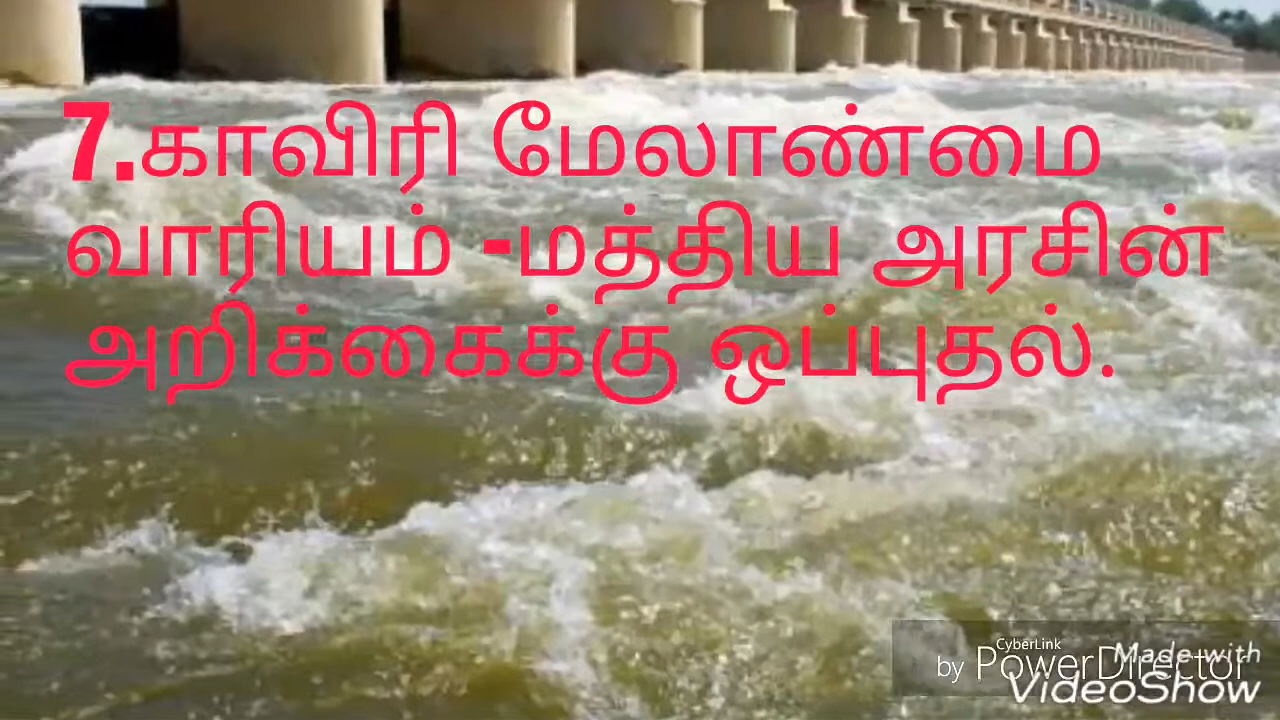 7.காவிரி மேலாண்மை
வாரியம் -மத்திய அரசின்
அறிக்கைக்கு ஒப்புதல்.
CyberLink
by PowerDirector
Made with
VideoShow